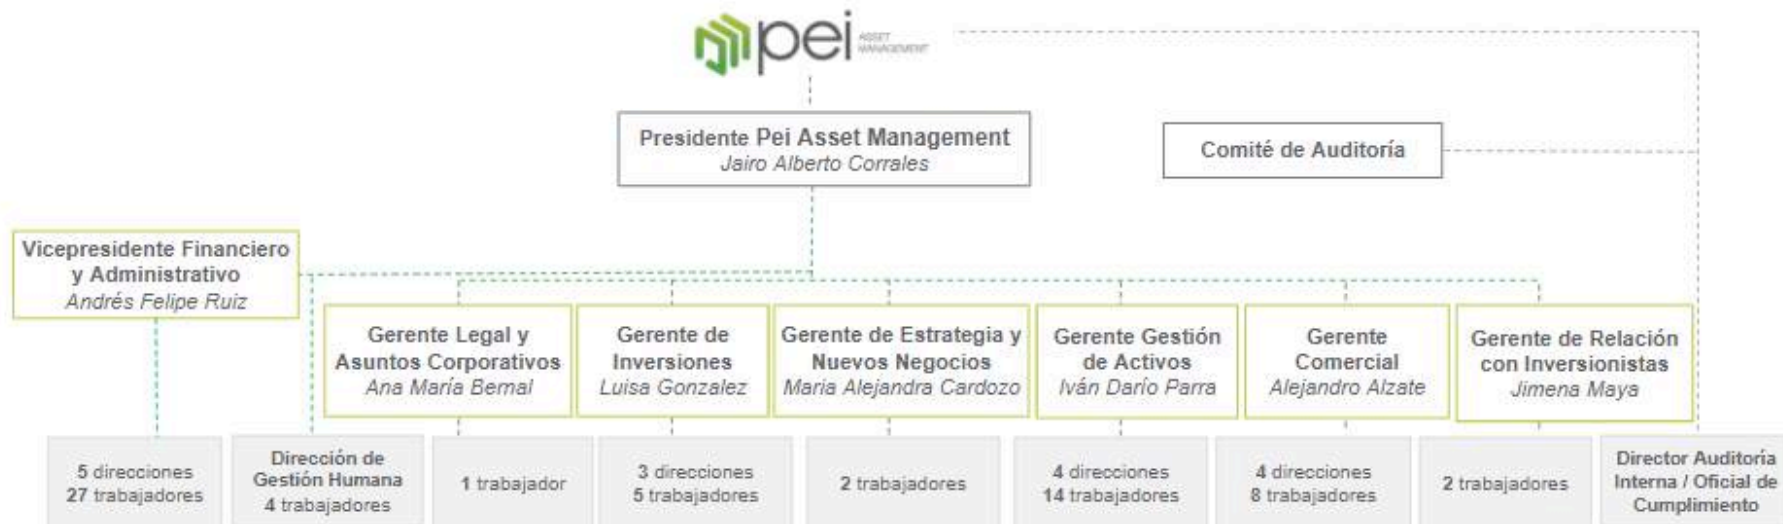 pei ASSET
MANAGEMENT
Presidente Pei Asset Management
Jairo Alberto Corrales
Comité de Auditoría
Vicepresidente Financiero
y Administrativo
Andrés Felipe Ruiz
Gerente Legal y
Asuntos Corporativos
Ana María Bernal
Gerente de
Inversiones
Luisa Gonzalez
Gerente de Estrategia y
Nuevos Negocios
Maria Alejandra Cardozo
Gerente Gestión
de Activos
Iván Darío Parra
Gerente
Comercial
Alejandro Alzate
Gerente de Relación
con Inversionistas
Jimena Maya
5 direcciones
27 trabajadores
Dirección de
Gestión Humana
4 trabajadores
1 trabajador
3 direcciones
5 trabajadores
2 trabajadores
4 direcciones
14 trabajadores
4 direcciones
8 trabajadores
2 trabajadores
Director Auditoría
Interna / Oficial de
Cumplimiento